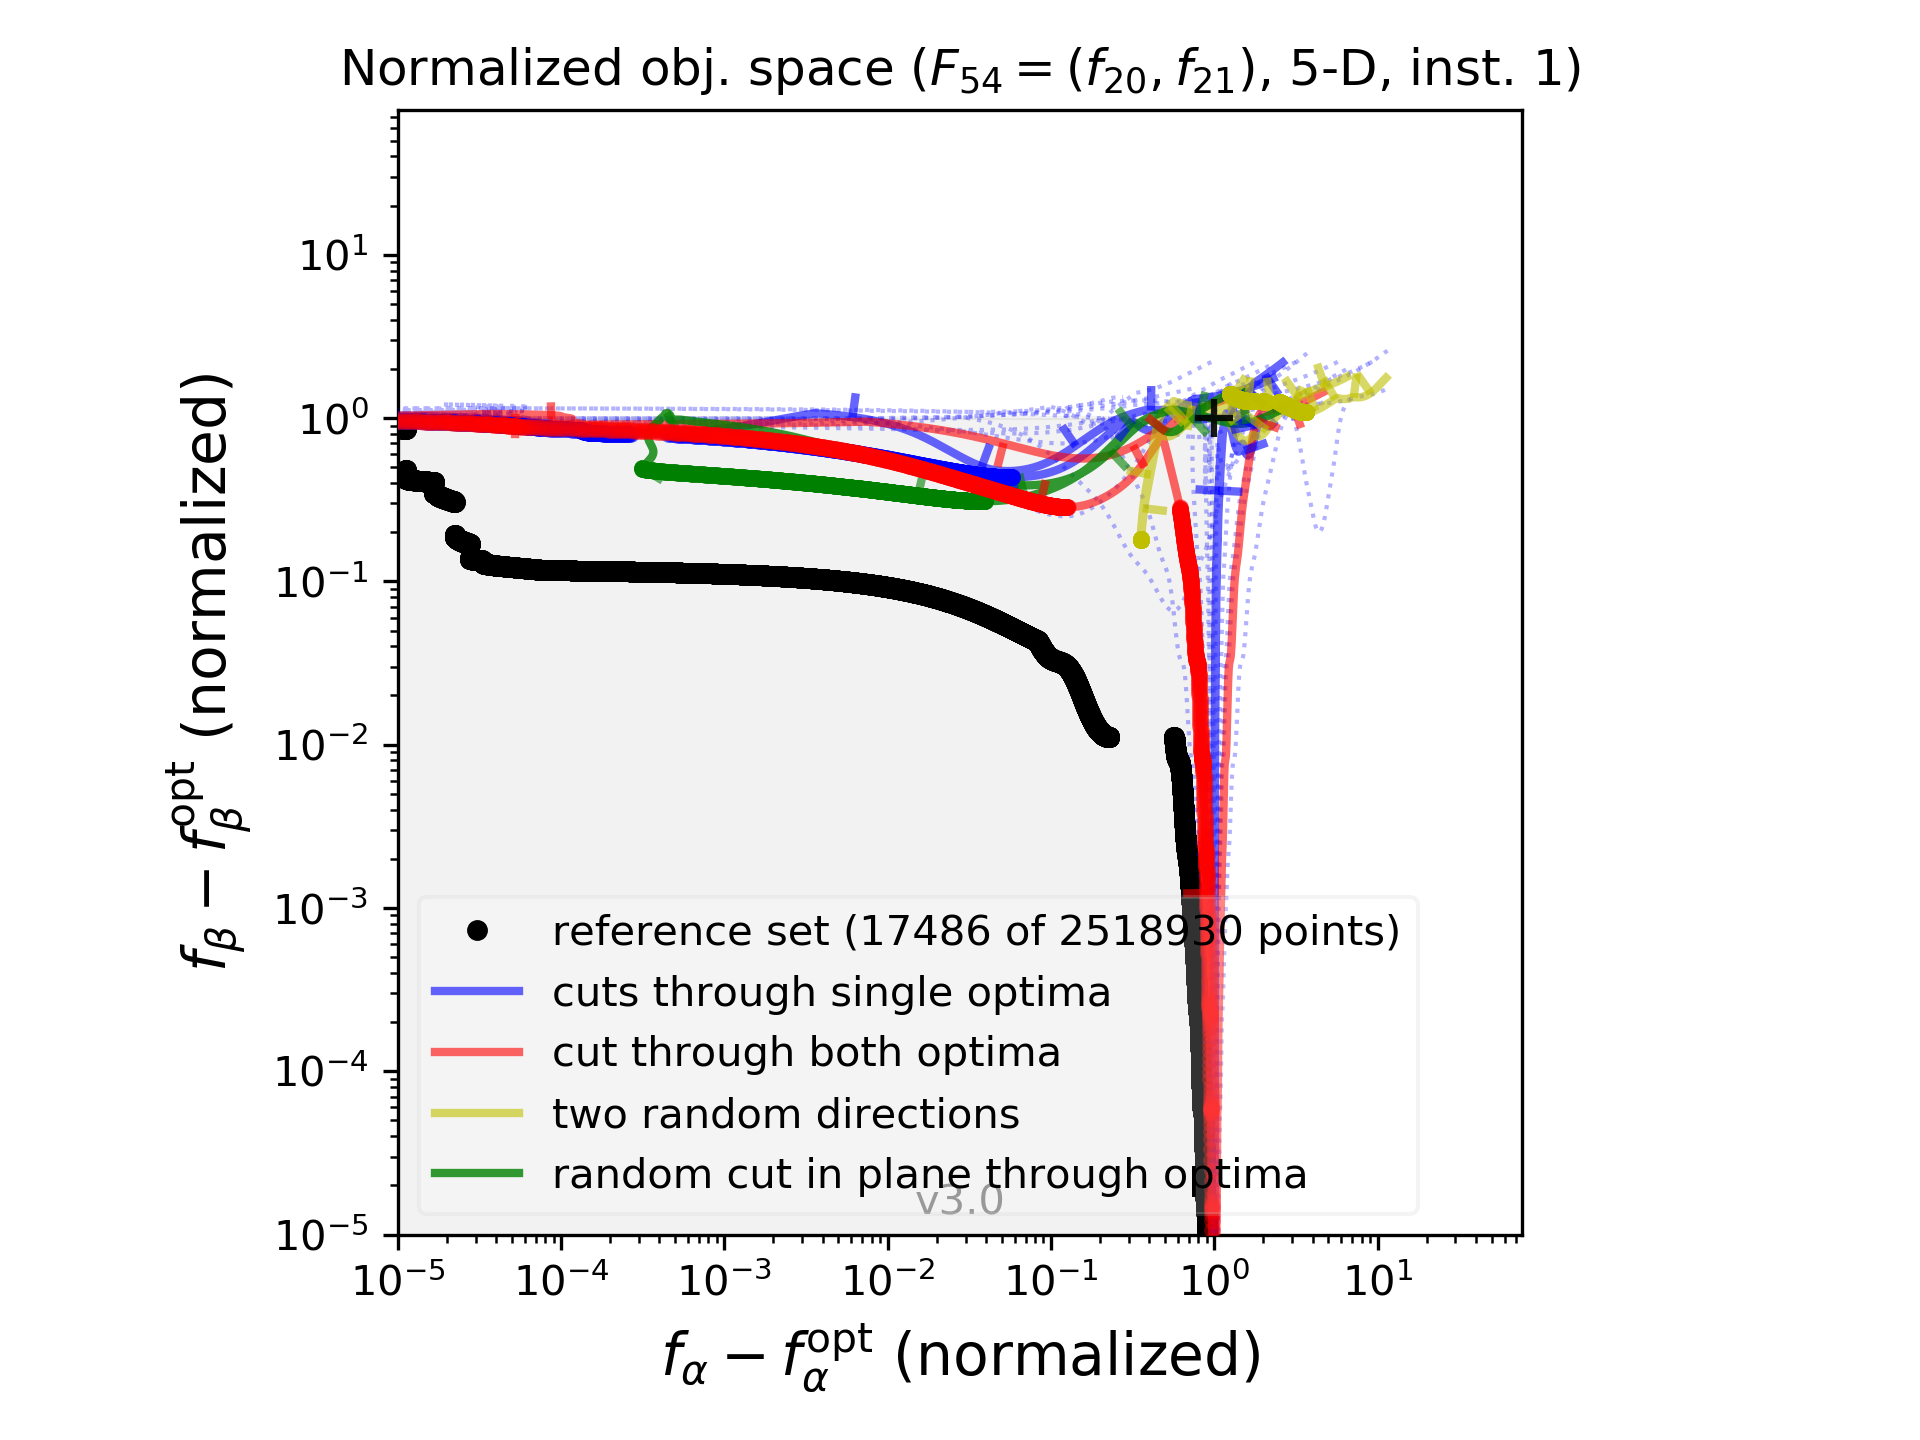 Normalized obj. space (F₅₄ = (f₂₀, f₂₁), 5-D, inst. 1)
10¹
10⁰
10⁻¹
10⁻²
10⁻³
10⁻⁴
10⁻⁵
f_β − f_β^opt (normalized)
reference set (17486 of 2518930 points)
cuts through single optima
cut through both optima
two random directions
random cut in plane through optima
v3.0
10⁻⁵ 10⁻⁴ 10⁻³ 10⁻² 10⁻¹ 10⁰ 10¹
f_α − f_α^opt (normalized)